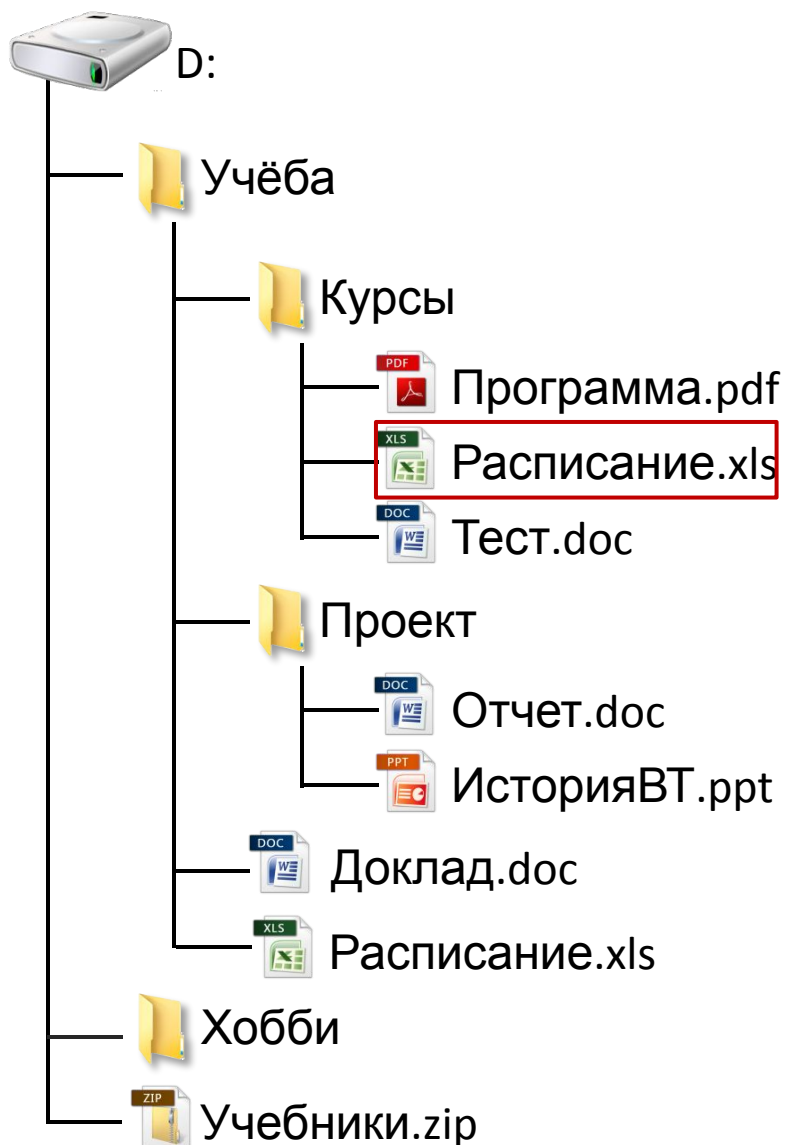 D:
Учёба
Курсы
PDF
Программа.pdf
XLS
Расписание.xls
DOC
Тест.doc
Проект
DOC
Отчет.doc
PPT
ИсторияВТ.ppt
DOC
Доклад.doc
XLS
Расписание.xls
Хобби
ZIP
Учебники.zip